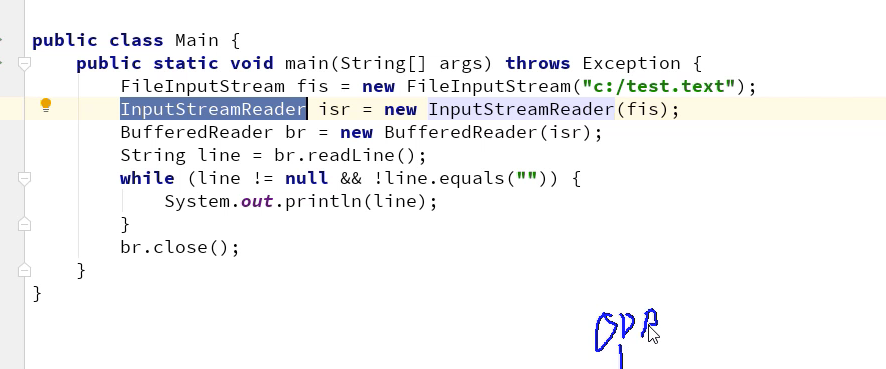 public class Main {
public static void main(String[] args) throws Exception {
FileInputStream fis = new FileInputStream("c:/test.text");
InputStreamReader isr = new InputStreamReader(fis);
BufferedReader br = new BufferedReader(isr);
String line = br.readLine();
while (line != null && !line.equals("")) {
System.out.println(line);
}
br.close();
}
}